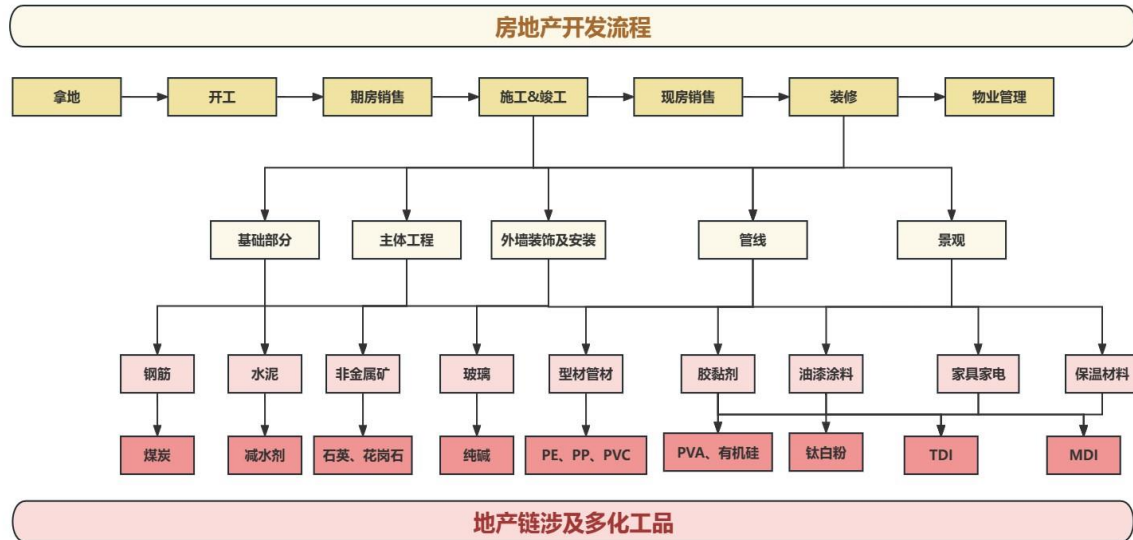 房地产开发流程
拿地
开工
期房销售
施工&竣工
现房销售
装修
物业管理
基础部分
主体工程
外墙装饰及安装
管线
景观
钢筋
水泥
非金属矿
玻璃
型材管材
胶黏剂
油漆涂料
家具家电
保温材料
煤炭
减水剂
石英、花岗石
纯碱
PE、PP、PVC
PVA、有机硅
钛白粉
TDI
MDI
地产链涉及多化工品